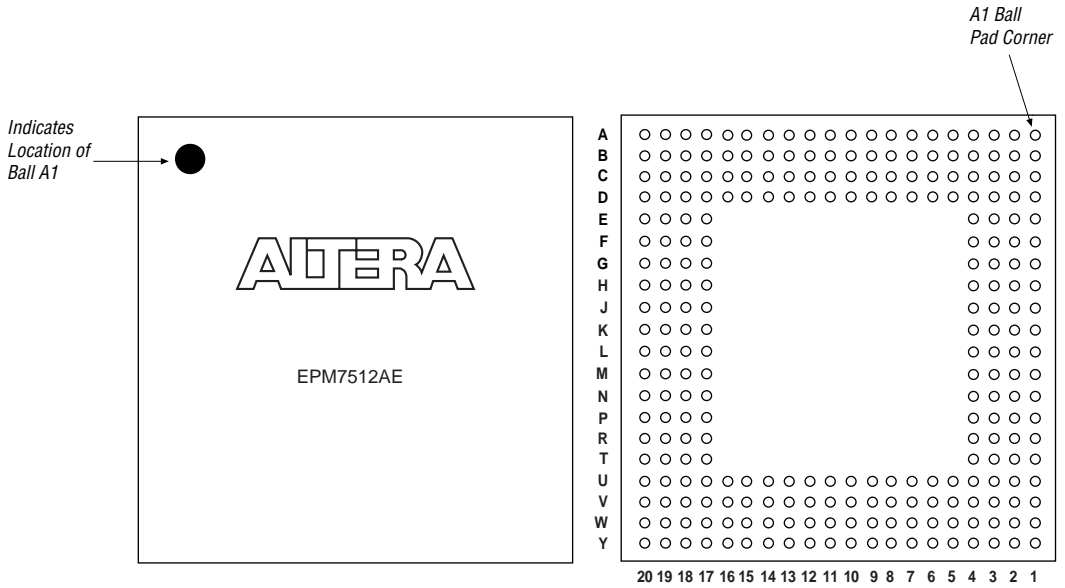 A1 Ball
Pad Corner
Indicates
Location of
Ball A1
ALTERA
EPM7512AE
A
B
C
D
E
F
G
H
J
K
L
M
N
P
R
T
U
V
W
Y
20 19 18 17 16 15 14 13 12 11 10 9 8 7 6 5 4 3 2 1